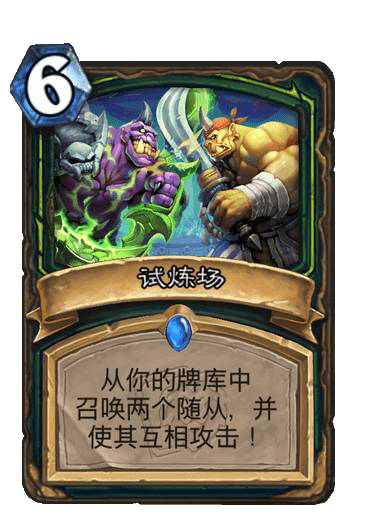 6
试炼场
从你的牌库中
召唤两个随从，并
使其互相攻击！